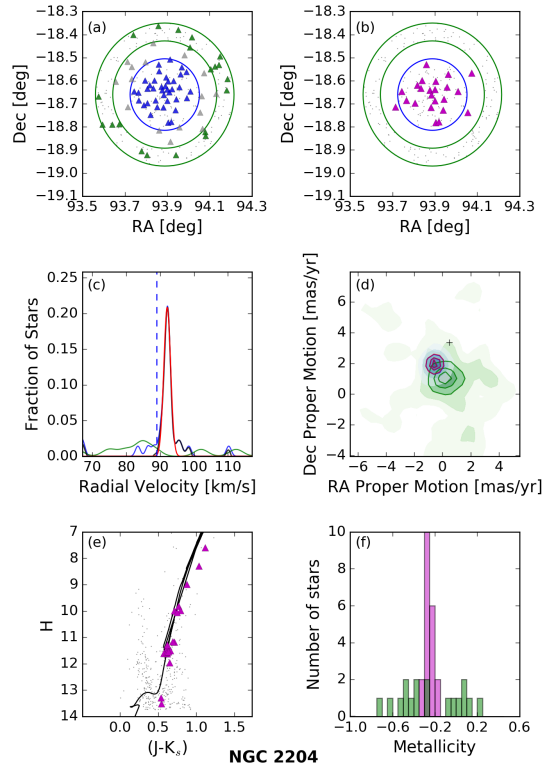 (a)
−18.3
−18.4
−18.5
−18.6
−18.7
−18.8
−18.9
−19.0
−19.1
Dec [deg]
93.5 93.7 93.9 94.1 94.3
RA [deg]
(b)
−18.3
−18.4
−18.5
−18.6
−18.7
−18.8
−18.9
−19.0
−19.1
Dec [deg]
93.5 93.7 93.9 94.1 94.3
RA [deg]
(c)
0.25
0.20
0.15
0.10
0.05
0.00
Fraction of Stars
70 80 90 100 110
Radial Velocity [km/s]
(d)
6
4
2
0
−2
−4
Dec Proper Motion [mas/yr]
−6 −4 −2 0 2 4
RA Proper Motion [mas/yr]
(e)
7
8
9
10
11
12
13
14
H
0.0 0.5 1.0 1.5
(J-Ks)
(f)
10
8
6
4
2
0
Number of stars
−1.0 −0.6 −0.2 0.2 0.6
Metallicity
NGC 2204